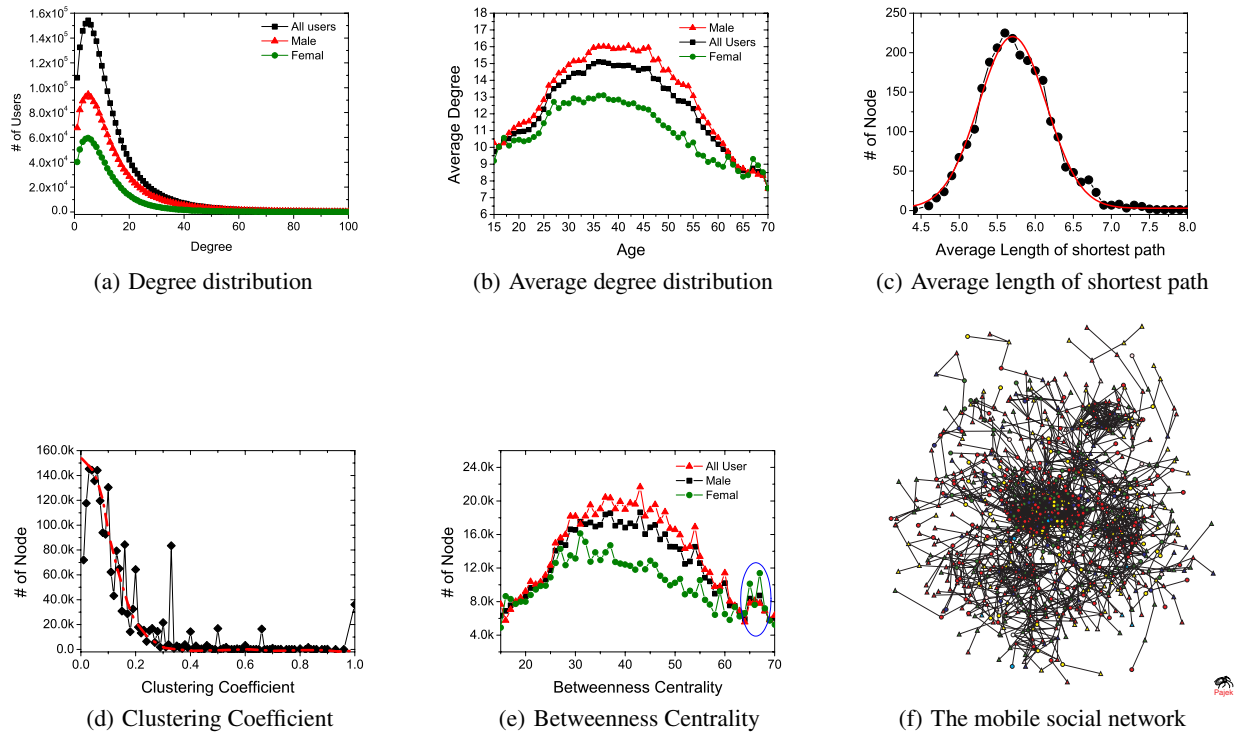 1.6x10⁵
1.4x10⁵
1.2x10⁵
1.0x10⁵
8.0x10⁴
6.0x10⁴
4.0x10⁴
2.0x10⁴
0.0
# of Users
All users
Male
Femal
0 20 40 60 80 100
Degree
(a) Degree distribution
18
17
16
15
14
13
12
11
10
9
8
7
6
Average Degree
Male
All Users
Femal
15 20 25 30 35 40 45 50 55 60 65 70
Age
(b) Average degree distribution
250
200
150
100
50
0
# of Node
4.5 5.0 5.5 6.0 6.5 7.0 7.5 8.0
Average Length of shortest path
(c) Average length of shortest path
160.0k
140.0k
120.0k
100.0k
80.0k
60.0k
40.0k
20.0k
0.0
# of Node
0.0 0.2 0.4 0.6 0.8 1.0
Clustering Coefficient
(d) Clustering Coefficient
24.0k
20.0k
16.0k
12.0k
8.0k
4.0k
# of Node
All User
Male
Femal
20 30 40 50 60 70
Betweenness Centrality
(e) Betweenness Centrality
Pajek
(f) The mobile social network